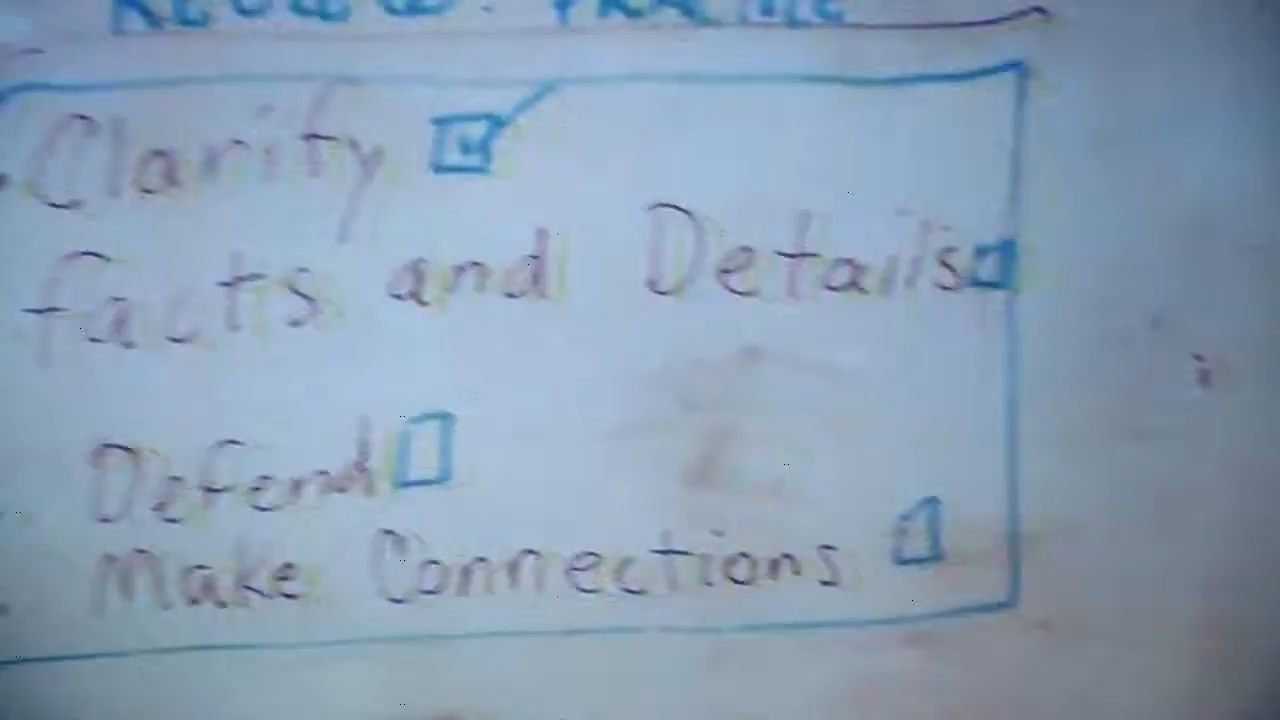 Clarify
facts and Details
Defend
Make Connections